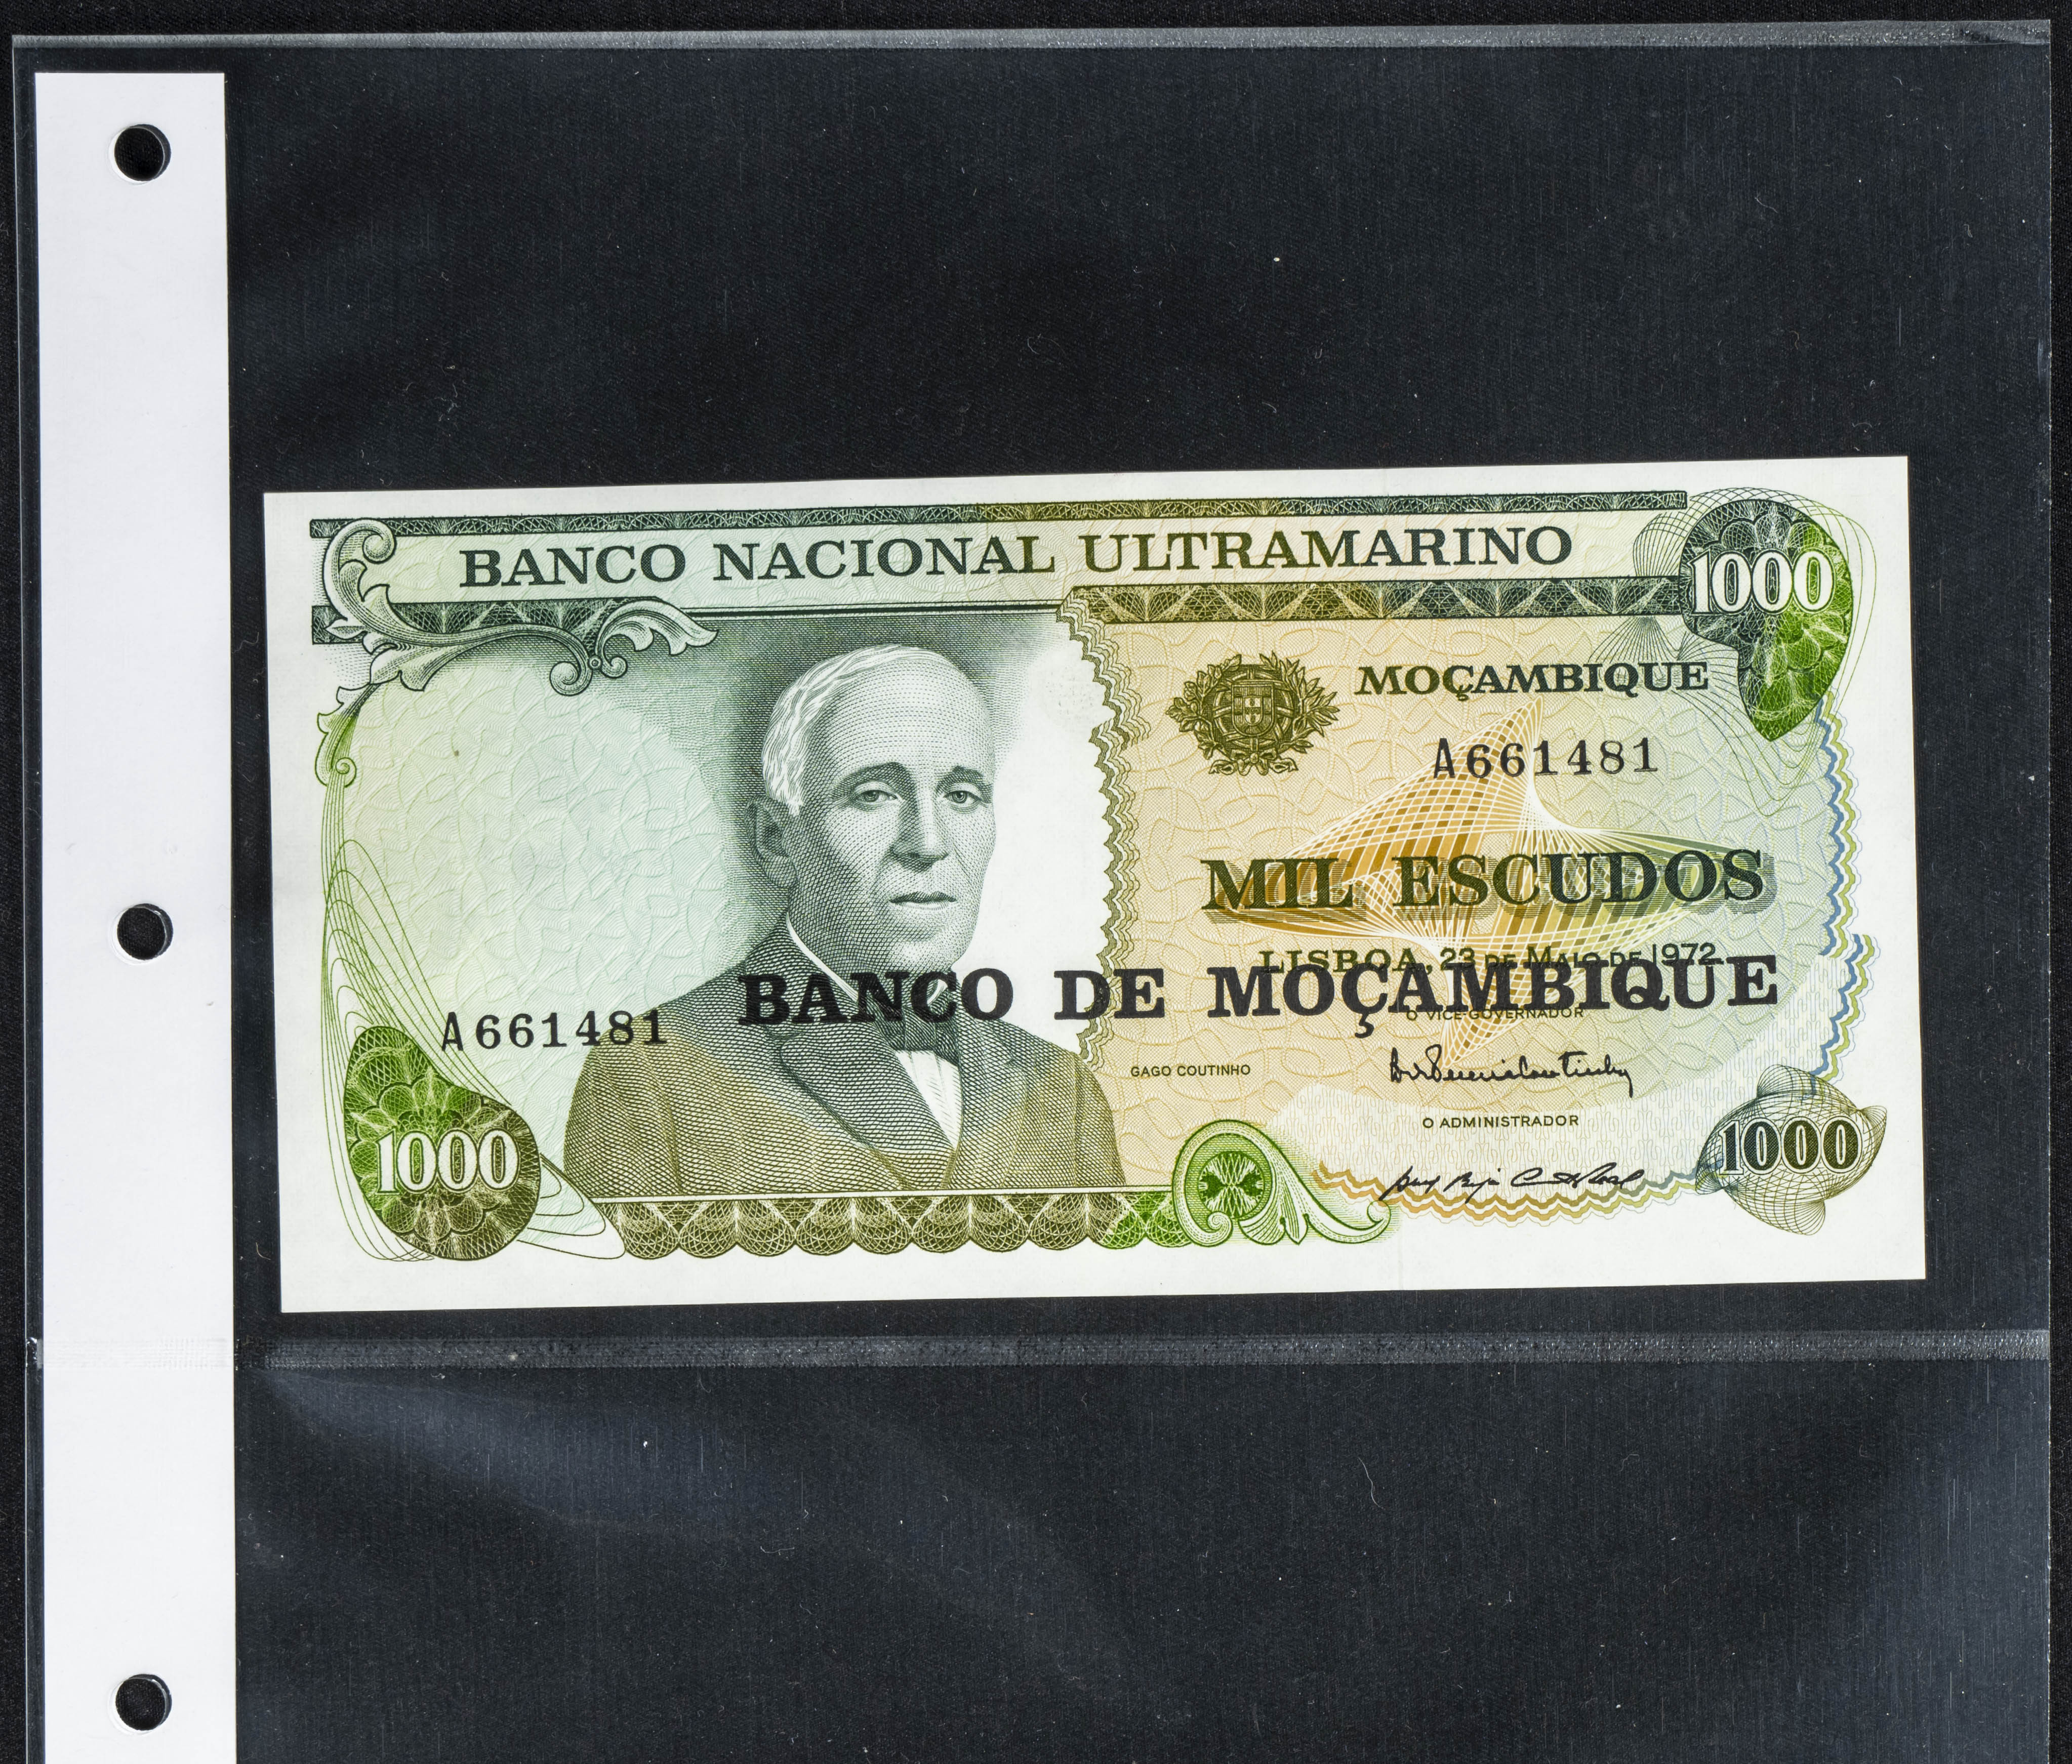 BANCO NACIONAL ULTRAMARINO
1000
MOÇAMBIQUE
A661481
MIL ESCUDOS
LISBOA, 23 DE MAIO DE 1972
BANCO DE MOÇAMBIQUE
O VICE-GOVERNADOR
A661481
GAGO COUTINHO
O ADMINISTRADOR
1000
1000